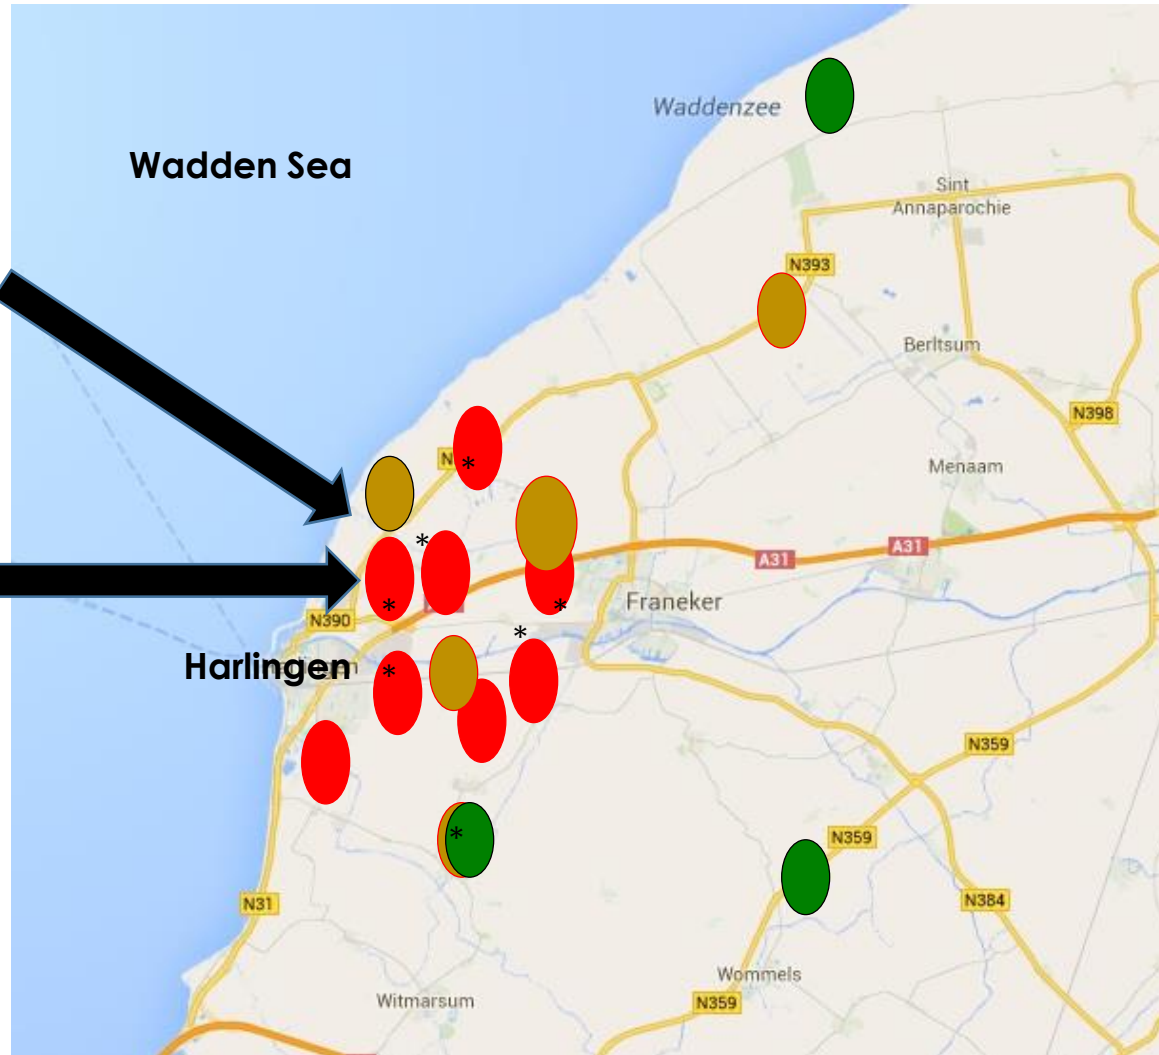 Waddenzee
Wadden Sea
Sint
Annaparochie
N393
Berltsum
N398
N
*
Menaam
*
A31
A31
*
*
Franeker
N390
*
Harlingen
*
N359
*
N359
N31
N384
Wommels
Witmarsum
N359